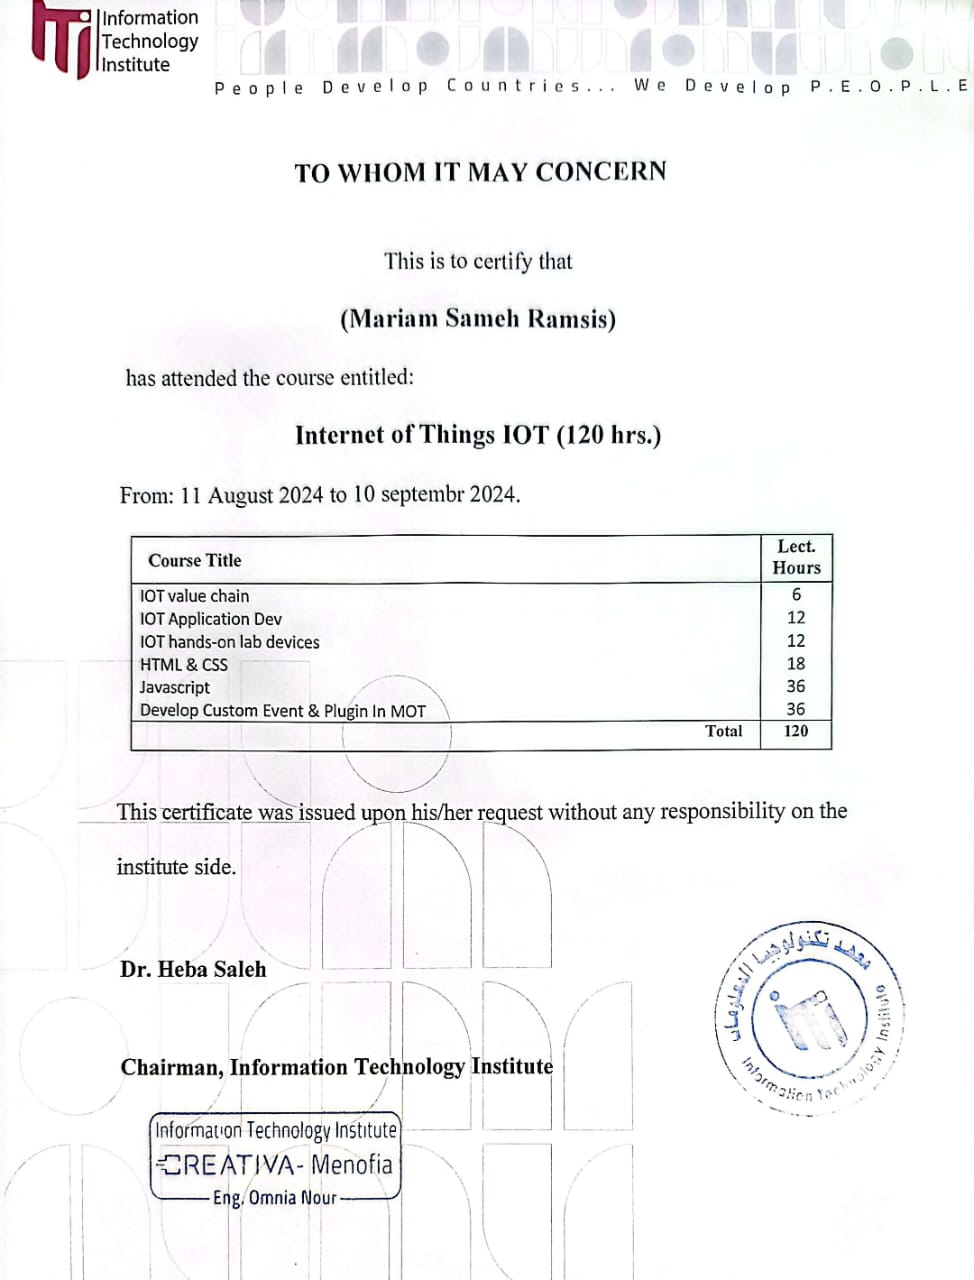 iTi
Information
Technology
Institute
People Develop Countries... We Develop P.E.O.P.L.E
TO WHOM IT MAY CONCERN
This is to certify that
(Mariam Sameh Ramsis)
has attended the course entitled:
Internet of Things IOT (120 hrs.)
From: 11 August 2024 to 10 septembr 2024.
Course Title Lect. Hours
IOT value chain 6
IOT Application Dev 12
IOT hands-on lab devices 12
HTML & CSS 18
Javascript 36
Develop Custom Event & Plugin In MOT 36
Total 120
This certificate was issued upon his/her request without any responsibility on the
institute side.
Dr. Heba Saleh
Chairman, Information Technology Institute
معهد تكنولوجيا المعلومات
iTi
Information Technology Institute
Information Technology Institute
CREATIVA- Menofia
Eng. Omnia Nour